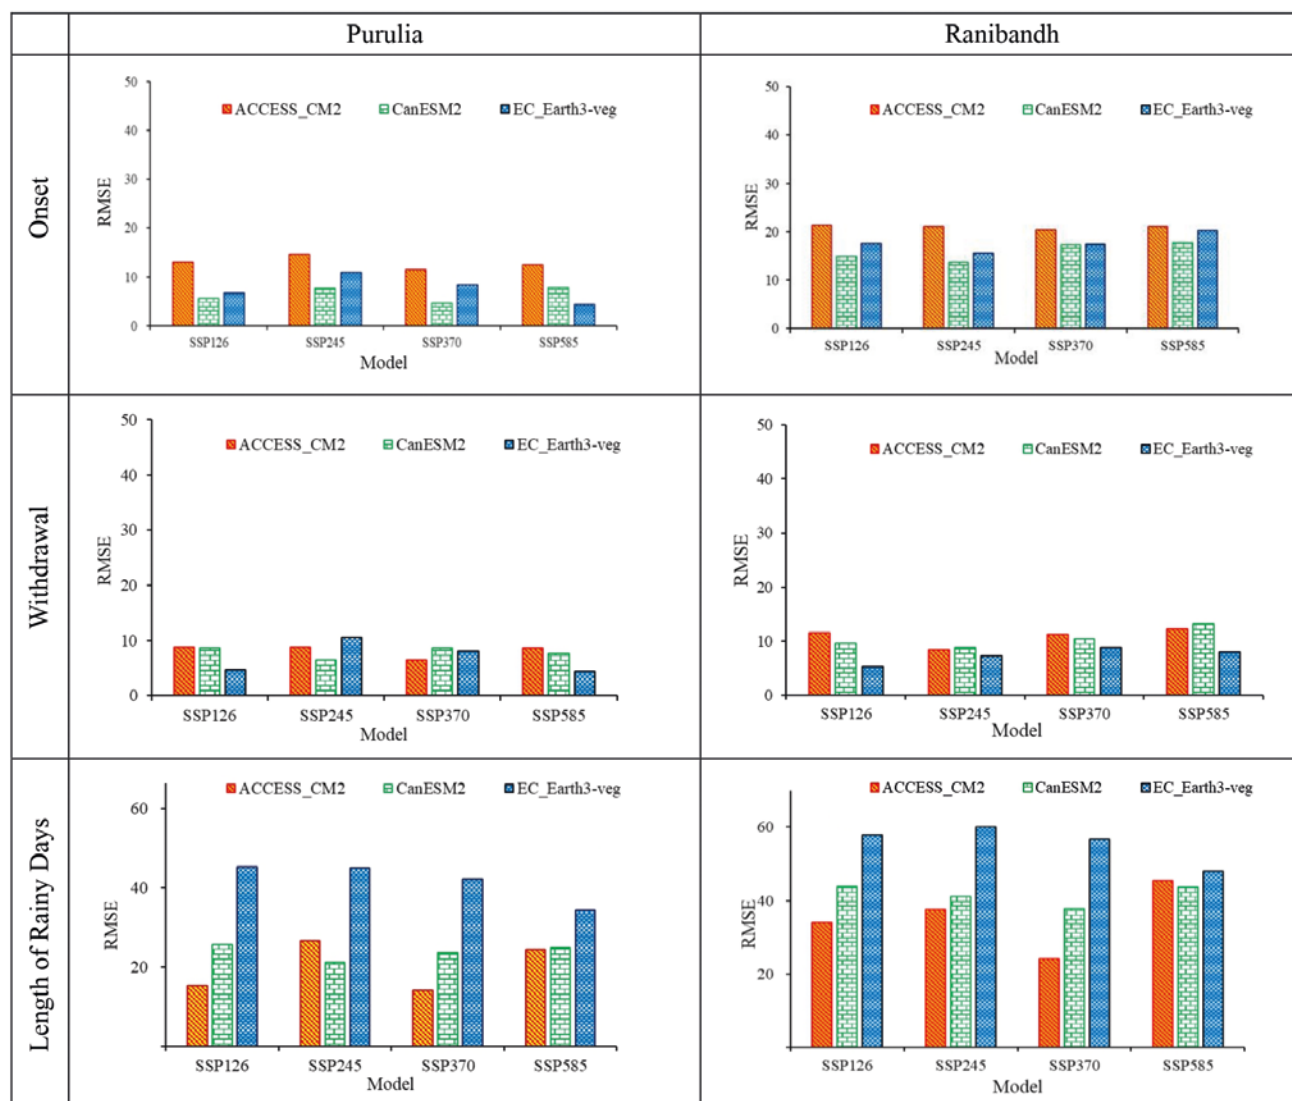 Purulia
Ranibandh
Onset
50
40
30
20
10
0
RMSE
ACCESS_CM2 CanESM2 EC_Earth3-veg
SSP126 SSP245 SSP370 SSP585
Model
50
40
30
20
10
0
RMSE
ACCESS_CM2 CanESM2 EC_Earth3-veg
SSP126 SSP245 SSP370 SSP585
Model
Withdrawal
50
40
30
20
10
0
RMSE
ACCESS_CM2 CanESM2 EC_Earth3-veg
SSP126 SSP245 SSP370 SSP585
Model
50
40
30
20
10
0
RMSE
ACCESS_CM2 CanESM2 EC_Earth3-veg
SSP126 SSP245 SSP370 SSP585
Model
Length of Rainy Days
60
40
20
RMSE
ACCESS_CM2 CanESM2 EC_Earth3-veg
SSP126 SSP245 SSP370 SSP585
Model
60
40
20
RMSE
ACCESS_CM2 CanESM2 EC_Earth3-veg
SSP126 SSP245 SSP370 SSP585
Model